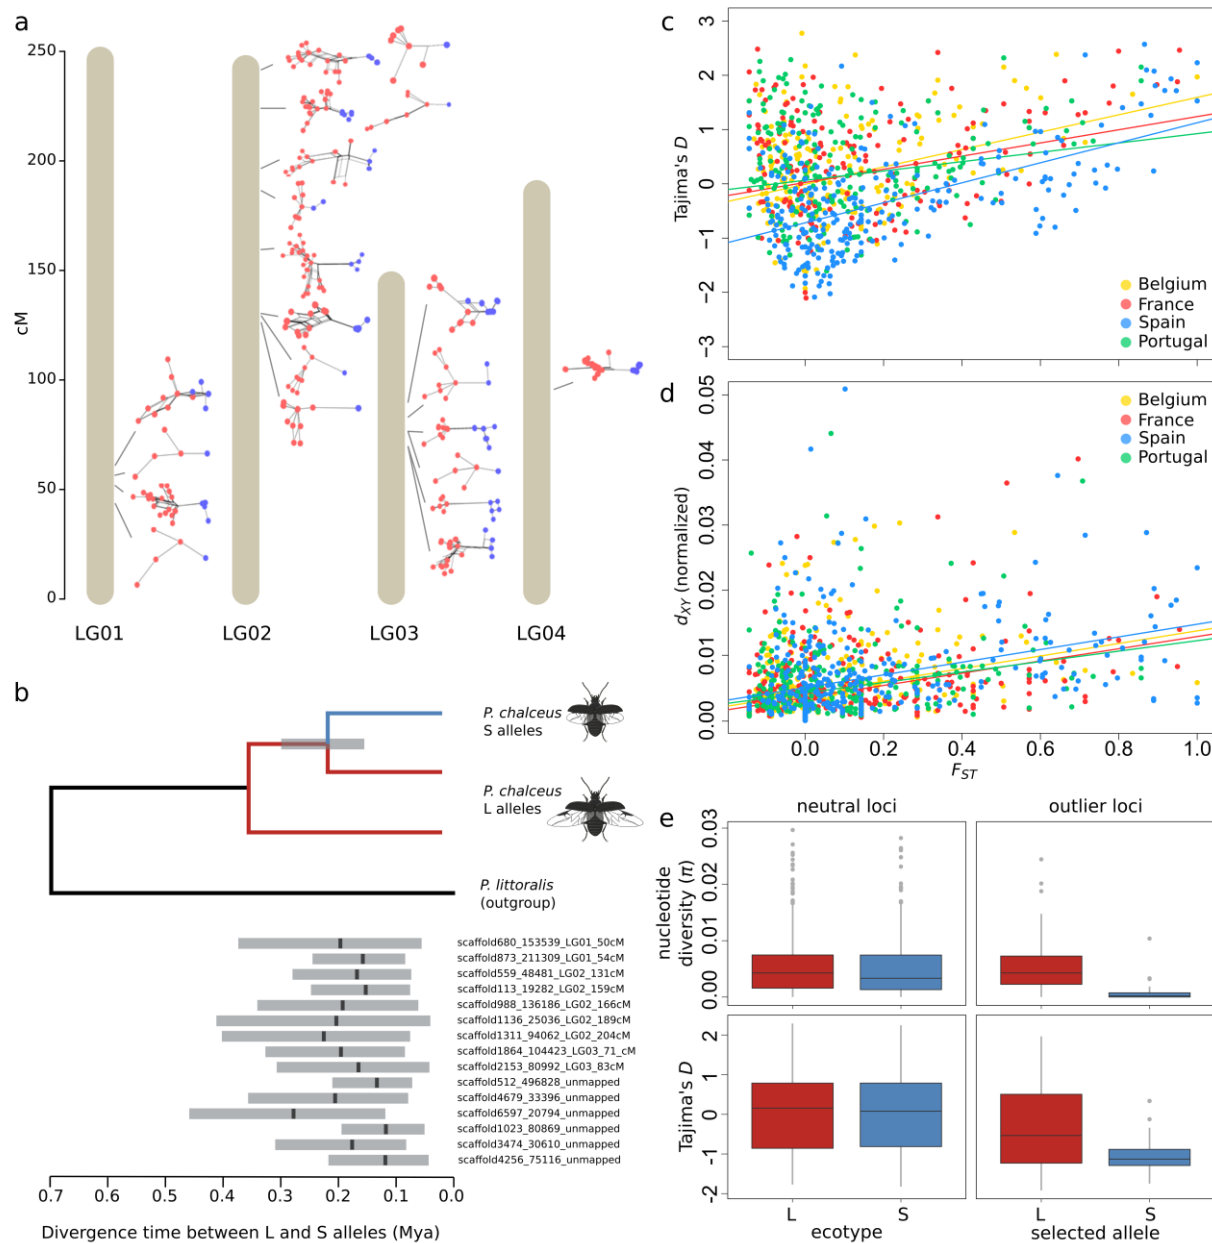 a
250
200
150
100
50
0
cM
LG01
LG02
LG03
LG04
b
P. chalceus
S alleles
P. chalceus
L alleles
P. littoralis
(outgroup)
scaffold680_153539_LG01_50cM
scaffold873_211309_LG01_54cM
scaffold559_48481_LG02_131cM
scaffold113_19282_LG02_159cM
scaffold988_136186_LG02_166cM
scaffold1136_25036_LG02_189cM
scaffold1311_94062_LG02_204cM
scaffold1864_104423_LG03_71_cM
scaffold2153_80992_LG03_83cM
scaffold512_496828_unmapped
scaffold4679_33396_unmapped
scaffold6597_20794_unmapped
scaffold1023_80869_unmapped
scaffold3474_30610_unmapped
scaffold4256_75116_unmapped
0.7 0.6 0.5 0.4 0.3 0.2 0.1 0.0
Divergence time between L and S alleles (Mya)
c
3
2
1
0
−1
−2
−3
Tajima's D
Belgium
France
Spain
Portugal
d
0.05
0.04
0.03
0.02
0.01
0.00
dXY (normalized)
Belgium
France
Spain
Portugal
0.0 0.2 0.4 0.6 0.8 1.0
FST
e
neutral loci
outlier loci
0.03
0.02
0.01
0.00
nucleotide
diversity (π)
2
1
0
-1
-2
Tajima's D
L S
ecotype
L S
selected allele